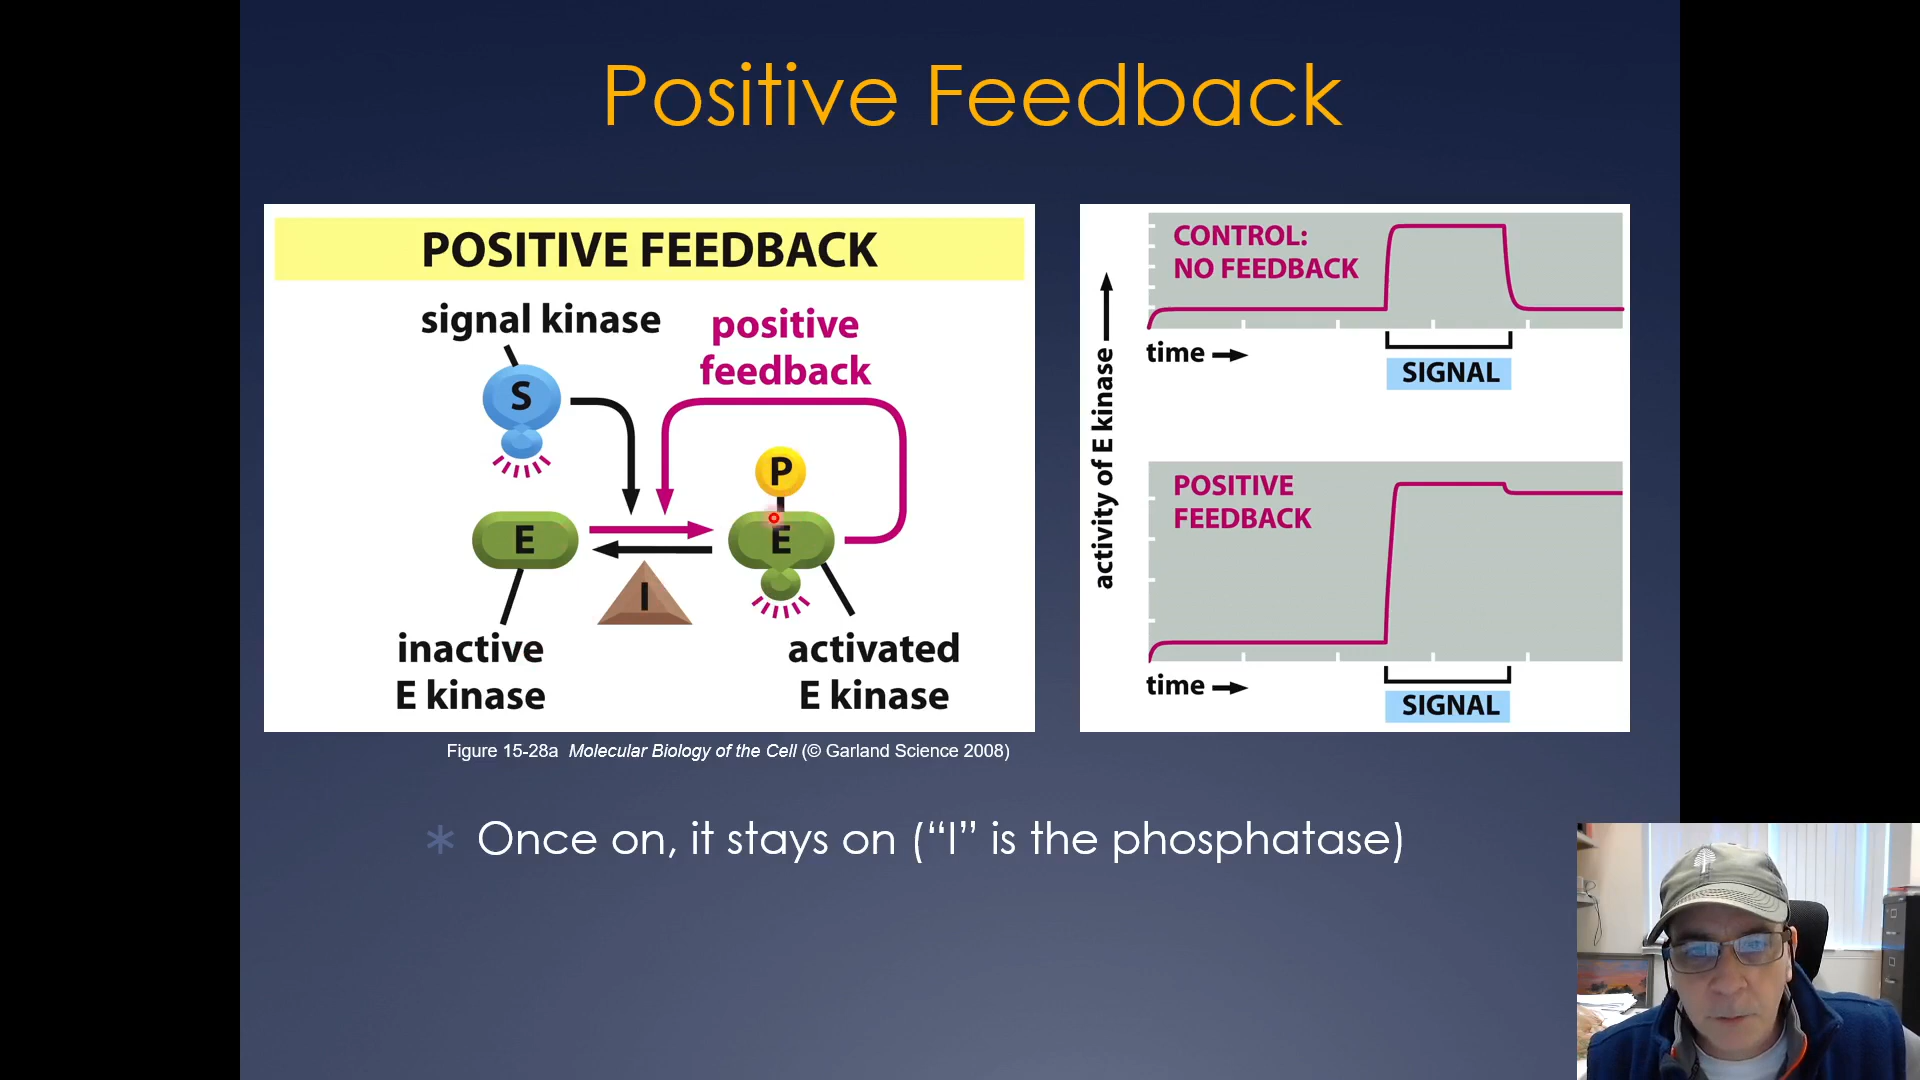 Positive Feedback
POSITIVE FEEDBACK
signal kinase
positive
feedback
S
P
E
E
I
inactive
E kinase
activated
E kinase
Figure 15-28a Molecular Biology of the Cell (© Garland Science 2008)
activity of E kinase
CONTROL:
NO FEEDBACK
time
SIGNAL
POSITIVE
FEEDBACK
time
SIGNAL
Once on, it stays on (“I” is the phosphatase)